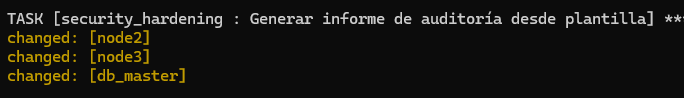 TASK [security_hardening : Generar informe de auditoría desde plantilla] **
changed: [node2]
changed: [node3]
changed: [db_master]